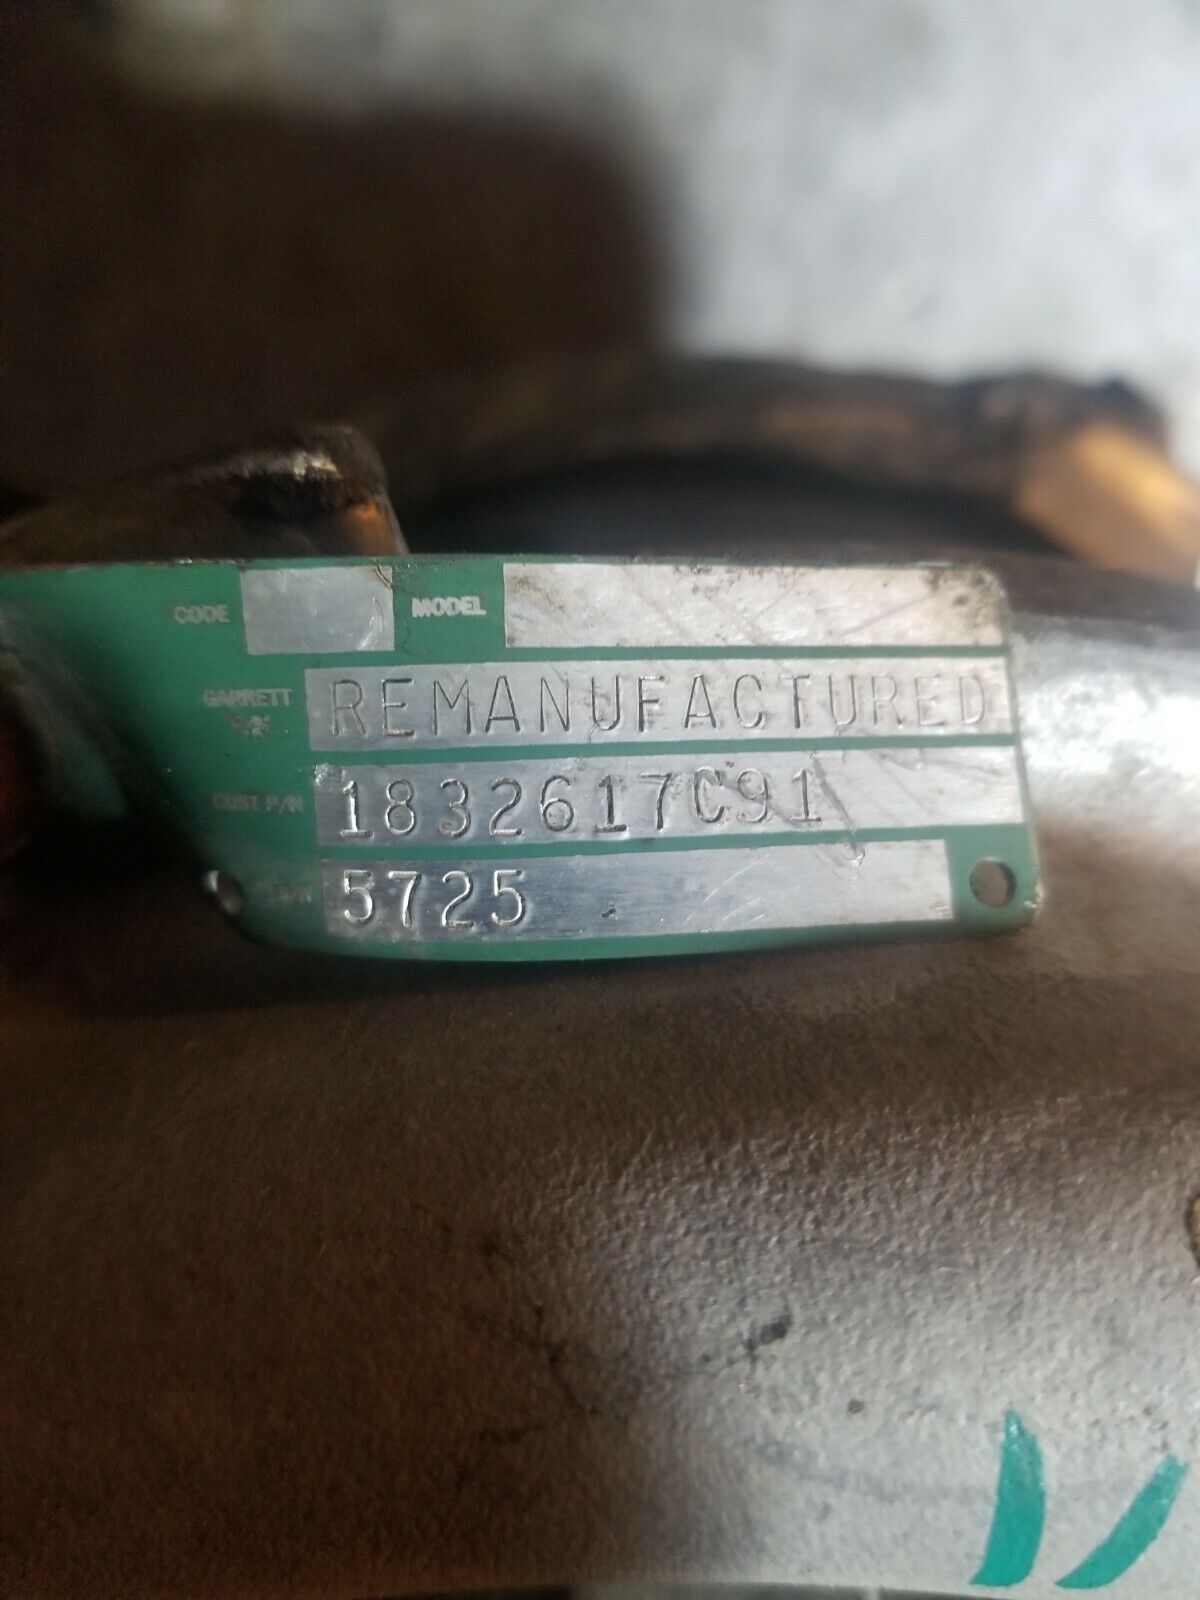 CODE MODEL
GARRETT P/N REMANUFACTURED
CUST P/N 1832617C91
5725